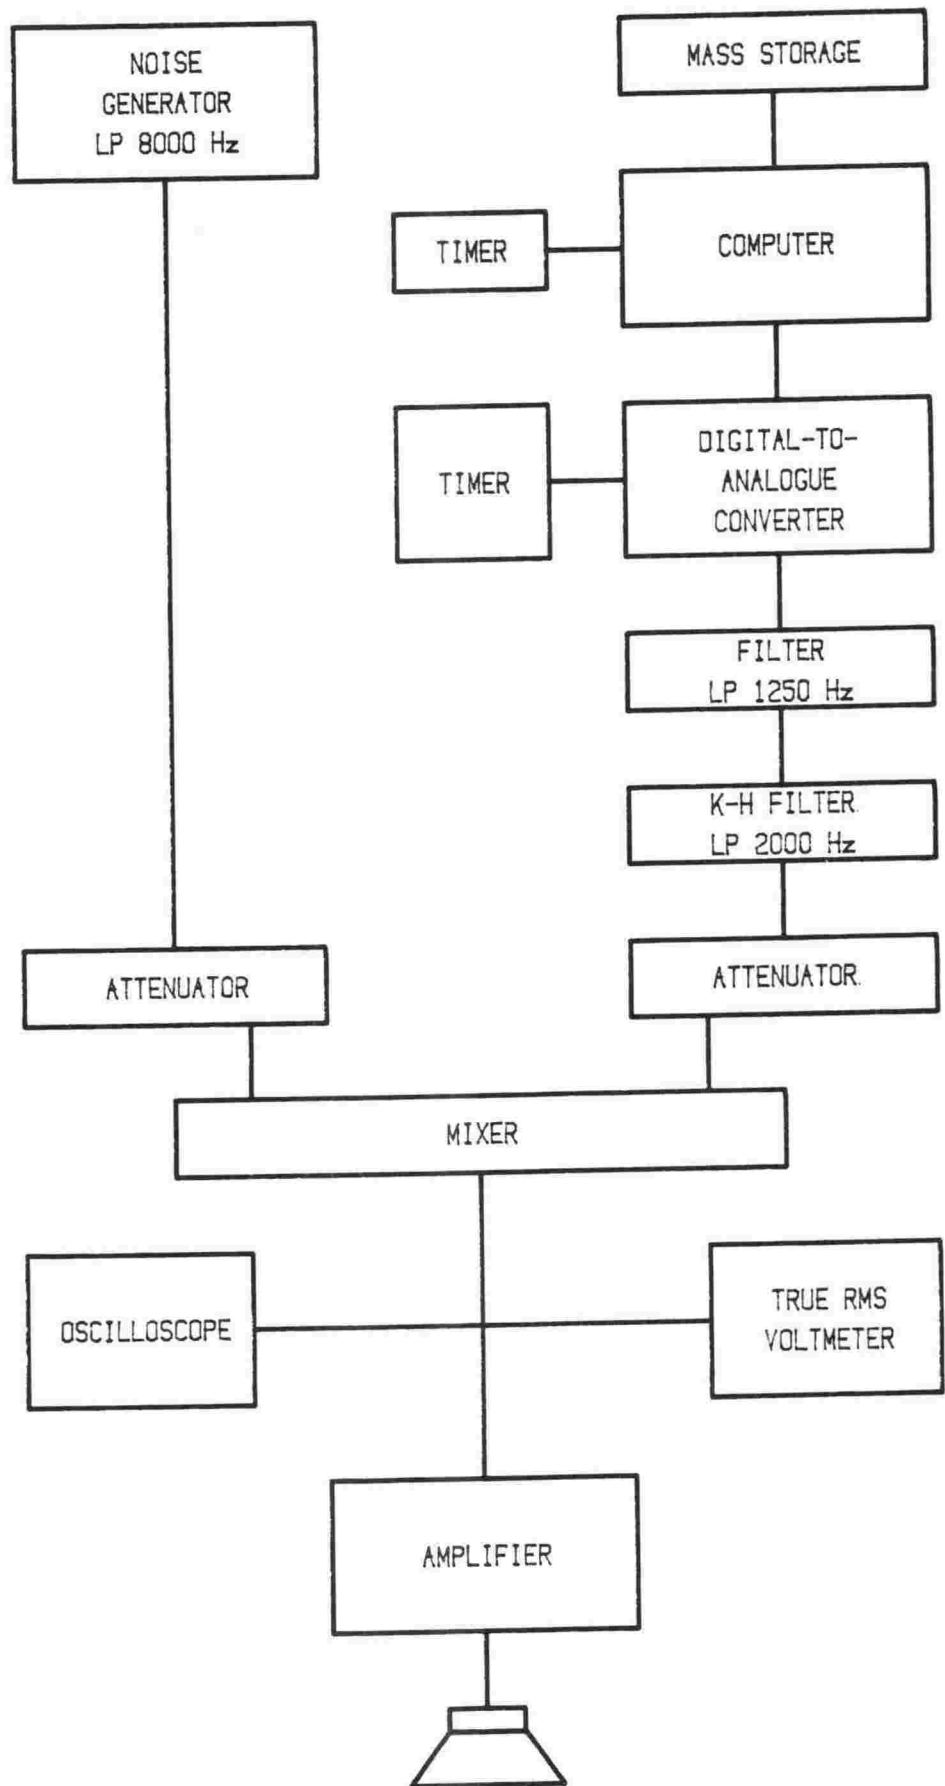 NOISE
GENERATOR
LP 8000 Hz
MASS STORAGE
COMPUTER
TIMER
DIGITAL-TO-
ANALOGUE
CONVERTER
TIMER
FILTER
LP 1250 Hz
K-H FILTER
LP 2000 Hz
ATTENUATOR
ATTENUATOR
MIXER
OSCILLOSCOPE
TRUE RMS
VOLTMETER
AMPLIFIER